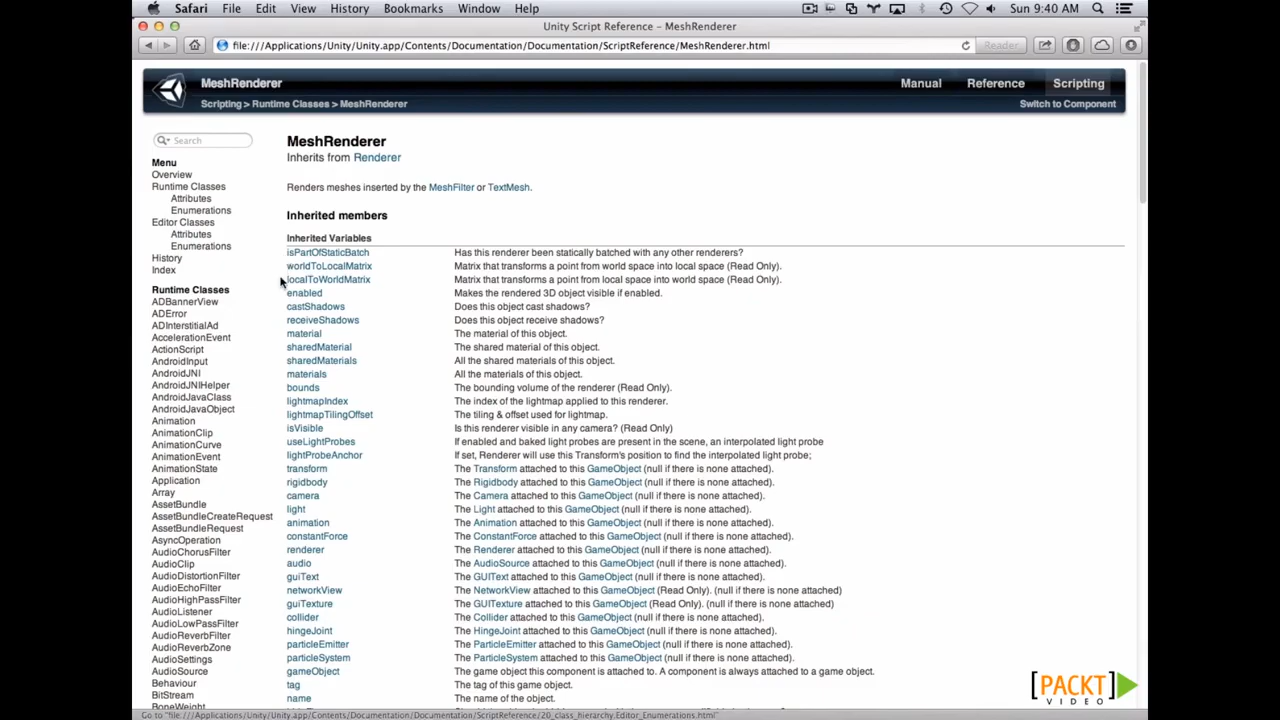 Safari File Edit View History Bookmarks Window Help Sun 9:40 AM
Unity Script Reference – MeshRenderer
file:///Applications/Unity/Unity.app/Contents/Documentation/Documentation/ScriptReference/MeshRenderer.html Reader
MeshRenderer Manual Reference Scripting
Scripting > Runtime Classes > MeshRenderer Switch to Component
Search
Menu
Overview
Runtime Classes
Attributes
Enumerations
Editor Classes
Attributes
Enumerations
History
Index
Runtime Classes
ADBannerView
ADError
ADInterstitialAd
AccelerationEvent
ActionScript
AndroidInput
AndroidJNI
AndroidJNIHelper
AndroidJavaClass
AndroidJavaObject
Animation
AnimationClip
AnimationCurve
AnimationEvent
AnimationState
Application
Array
AssetBundle
AssetBundleCreateRequest
AssetBundleRequest
AsyncOperation
AudioChorusFilter
AudioClip
AudioDistortionFilter
AudioEchoFilter
AudioHighPassFilter
AudioListener
AudioLowPassFilter
AudioReverbFilter
AudioReverbZone
AudioSettings
AudioSource
Behaviour
BitStream
BoneWeight
MeshRenderer
Inherits from Renderer
Renders meshes inserted by the MeshFilter or TextMesh.
Inherited members
Inherited Variables
isPartOfStaticBatch Has this renderer been statically batched with any other renderers?
worldToLocalMatrix Matrix that transforms a point from world space into local space (Read Only).
localToWorldMatrix Matrix that transforms a point from local space into world space (Read Only).
enabled Makes the rendered 3D object visible if enabled.
castShadows Does this object cast shadows?
receiveShadows Does this object receive shadows?
material The material of this object.
sharedMaterial The shared material of this object.
sharedMaterials All the shared materials of this object.
materials All the materials of this object.
bounds The bounding volume of the renderer (Read Only).
lightmapIndex The index of the lightmap applied to this renderer.
lightmapTilingOffset The tiling & offset used for lightmap.
isVisible Is this renderer visible in any camera? (Read Only)
useLightProbes If enabled and baked light probes are present in the scene, an interpolated light probe
lightProbeAnchor If set, Renderer will use this Transform's position to find the interpolated light probe;
transform The Transform attached to this GameObject (null if there is none attached).
rigidbody The Rigidbody attached to this GameObject (null if there is none attached).
camera The Camera attached to this GameObject (null if there is none attached).
light The Light attached to this GameObject (null if there is none attached).
animation The Animation attached to this GameObject (null if there is none attached).
constantForce The ConstantForce attached to this GameObject (null if there is none attached).
renderer The Renderer attached to this GameObject (null if there is none attached).
audio The AudioSource attached to this GameObject (null if there is none attached).
guiText The GUIText attached to this GameObject (null if there is none attached).
networkView The NetworkView attached to this GameObject (Read Only). (null if there is none attached)
guiTexture The GUITexture attached to this GameObject (Read Only). (null if there is none attached)
collider The Collider attached to this GameObject (null if there is none attached).
hingeJoint The HingeJoint attached to this GameObject (null if there is none attached).
particleEmitter The ParticleEmitter attached to this GameObject (null if there is none attached).
particleSystem The ParticleSystem attached to this GameObject (null if there is none attached).
gameObject The game object this component is attached to. A component is always attached to a game object.
tag The tag of this game object.
name The name of the object.
[PACKT]
VIDEO
Go to "file:///Applications/Unity/Unity.app/Contents/Documentation/Documentation/ScriptReference/20_class_hierarchy.Editor_Enumerations.html"